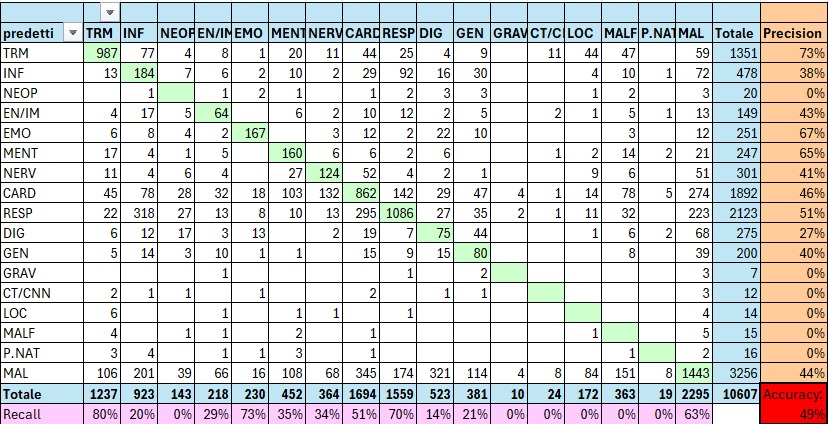 predetti TRM INF NEOP EN/IM EMO MENT NERV CARD RESP DIG GEN GRAV CT/CI LOC MALF P.NAT MAL Totale Precision
TRM 987 77 4 8 1 20 11 44 25 4 9 11 44 47 59 1351 73%
INF 13 184 7 6 2 10 2 29 92 16 30 4 10 1 72 478 38%
NEOP 1 1 2 1 1 2 3 3 1 2 3 20 0%
EN/IM 4 17 5 64 6 2 10 12 2 5 2 1 5 1 13 149 43%
EMO 6 8 4 2 167 3 12 2 22 10 3 12 251 67%
MENT 17 4 1 5 160 6 6 2 6 1 2 14 2 21 247 65%
NERV 11 4 6 4 27 124 52 4 2 1 9 6 51 301 41%
CARD 45 78 28 32 18 103 132 862 142 29 47 4 1 14 78 5 274 1892 46%
RESP 22 318 27 13 8 10 13 295 1086 27 35 2 1 11 32 223 2123 51%
DIG 6 12 17 3 13 2 19 7 75 44 1 6 2 68 275 27%
GEN 5 14 3 10 1 1 15 9 15 80 8 39 200 40%
GRAV 1 1 2 3 7 0%
CT/CNN 2 1 1 1 2 1 1 3 12 0%
LOC 6 1 1 1 1 4 14 0%
MALF 4 1 1 2 1 1 5 15 0%
P.NAT 3 4 1 1 3 1 1 2 16 0%
MAL 106 201 39 66 16 108 68 345 174 321 114 4 8 84 151 8 1443 3256 44%
Totale 1237 923 143 218 230 452 364 1694 1559 523 381 10 24 172 363 19 2295 10607 Accuracy:
Recall 80% 20% 0% 29% 73% 35% 34% 51% 70% 14% 21% 0% 0% 0% 0% 0% 63% 49%